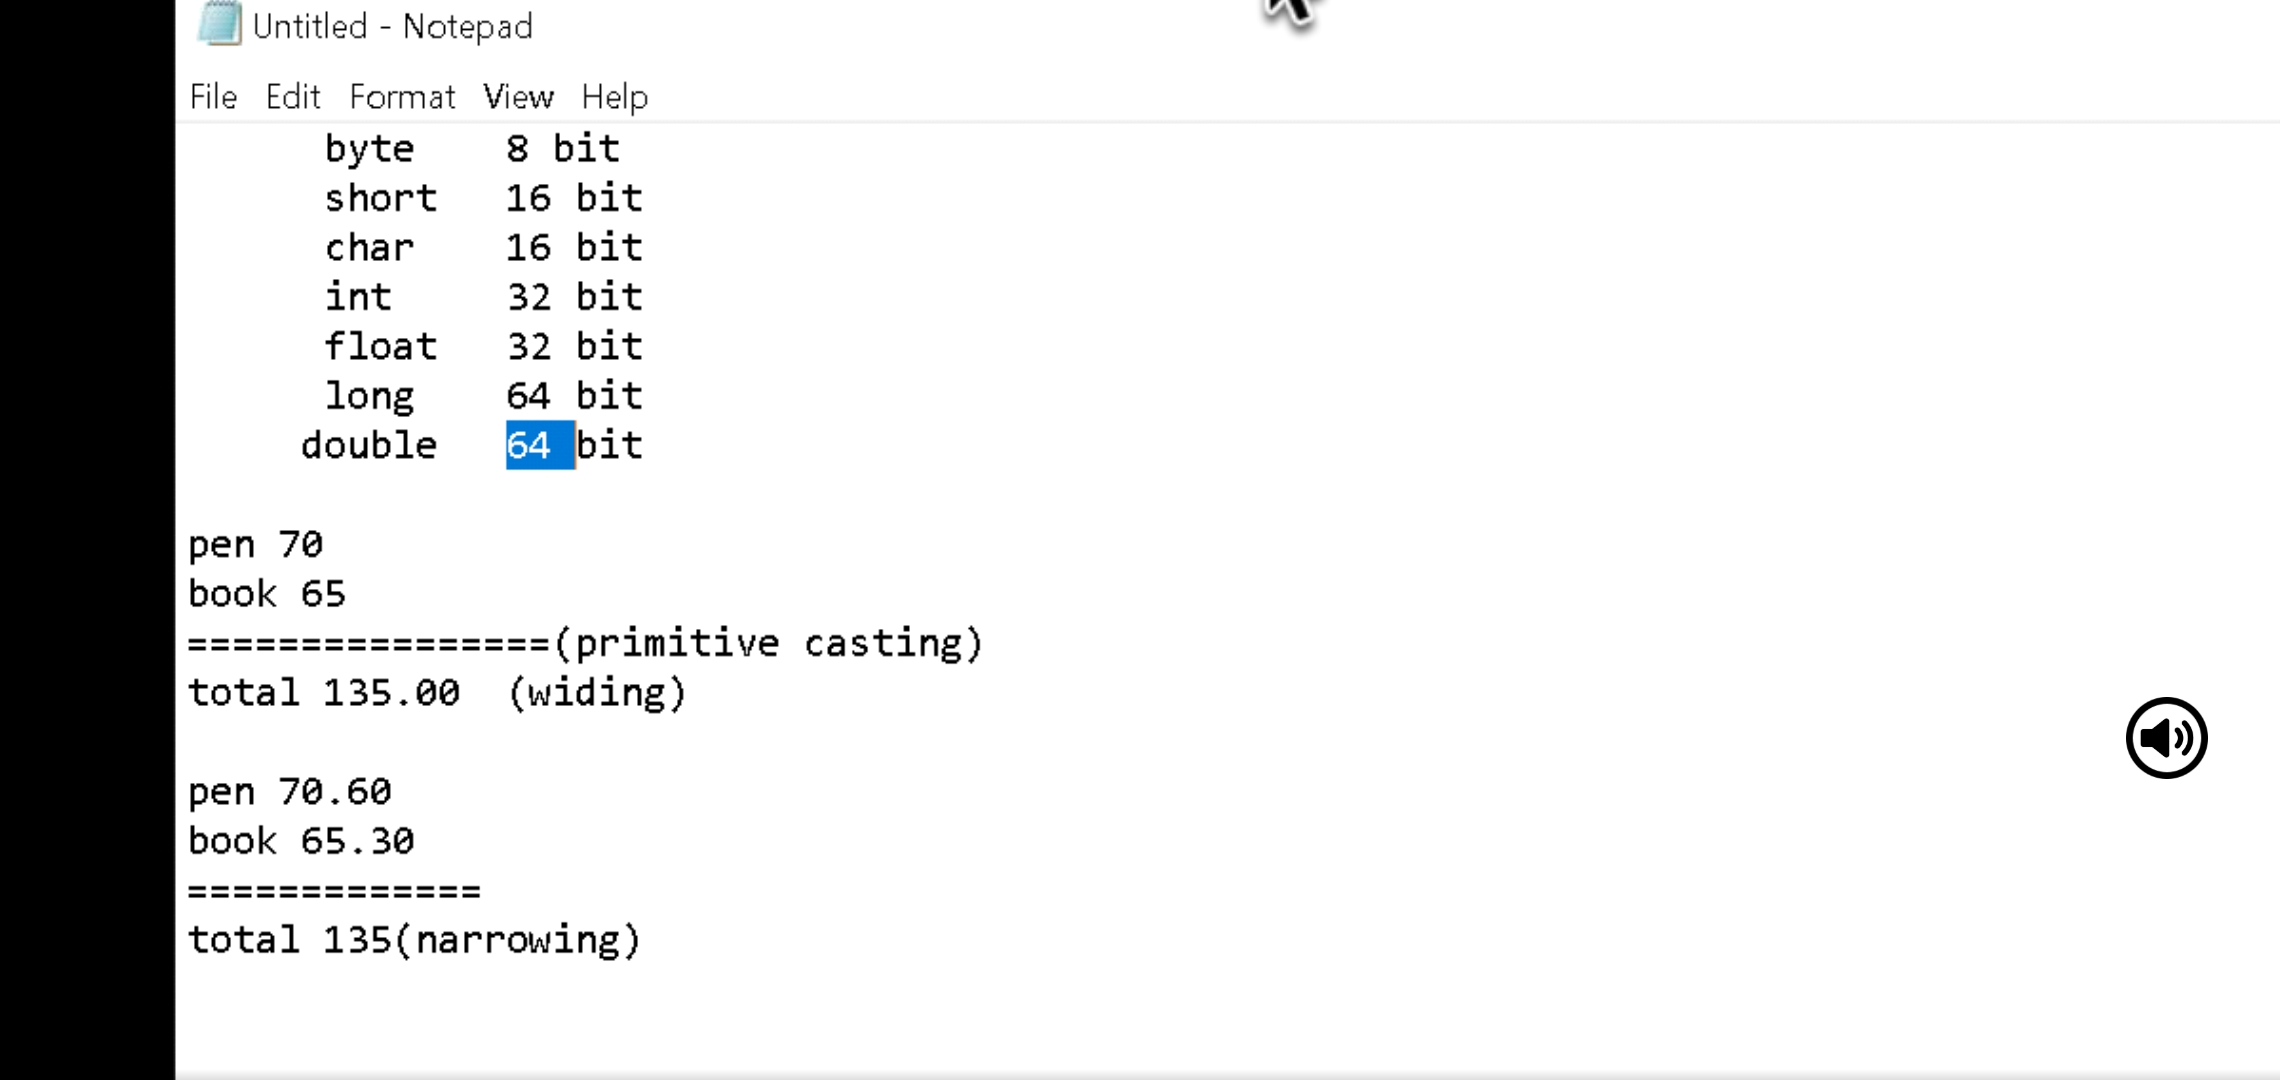 Untitled - Notepad
File Edit Format View Help
byte 8 bit
short 16 bit
char 16 bit
int 32 bit
float 32 bit
long 64 bit
double 64 bit
pen 70
book 65
================(primitive casting)
total 135.00 (widing)
pen 70.60
book 65.30
=============
total 135(narrowing)